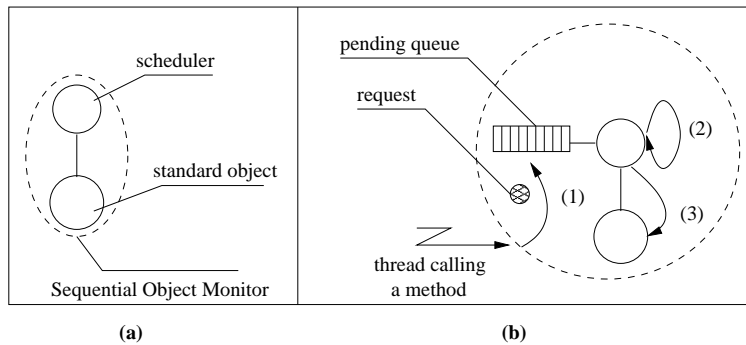 scheduler
standard object
Sequential Object Monitor
(a)
pending queue
request
(1)
(2)
(3)
thread calling
a method
(b)